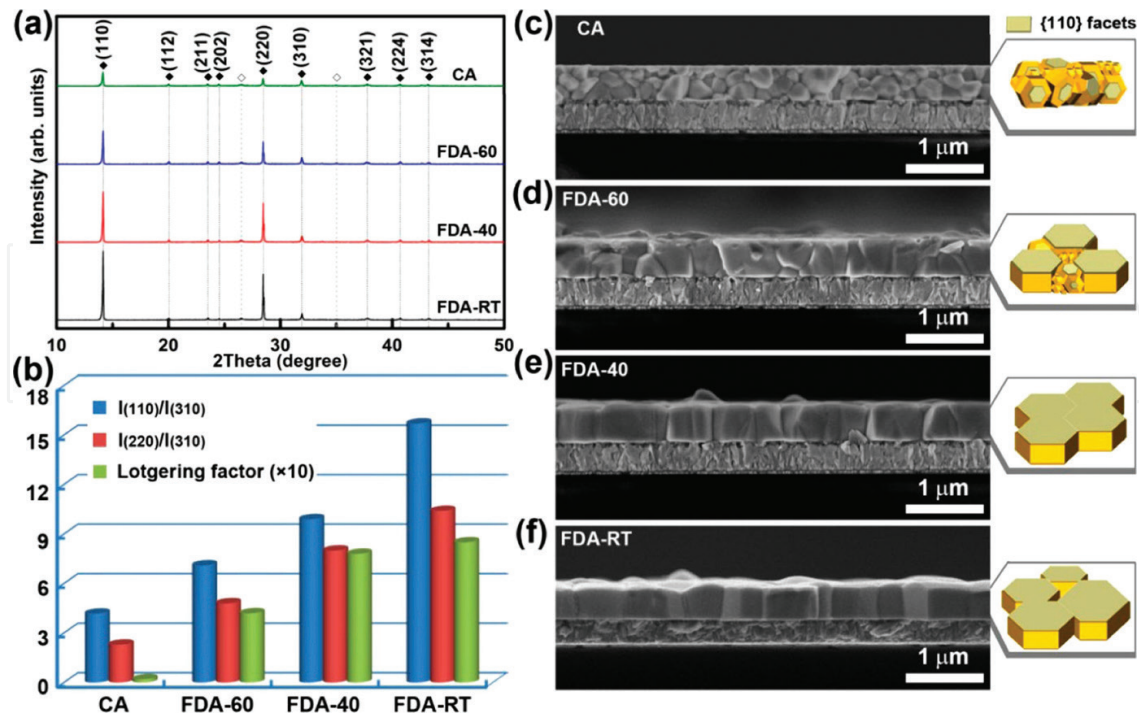 (a)
(110)
(112)
(211)
(202)
(220)
(310)
(321)
(224)
(314)
CA
FDA-60
FDA-40
FDA-RT
Intensity (arb. units)
10 20 30 40 50
2Theta (degree)
(b)
18
15
12
9
6
3
0
I(110)/I(310)
I(220)/I(310)
Lotgering factor (×10)
CA FDA-60 FDA-40 FDA-RT
(c)
CA
1 μm
{110} facets
(d)
FDA-60
1 μm
(e)
FDA-40
1 μm
(f)
FDA-RT
1 μm